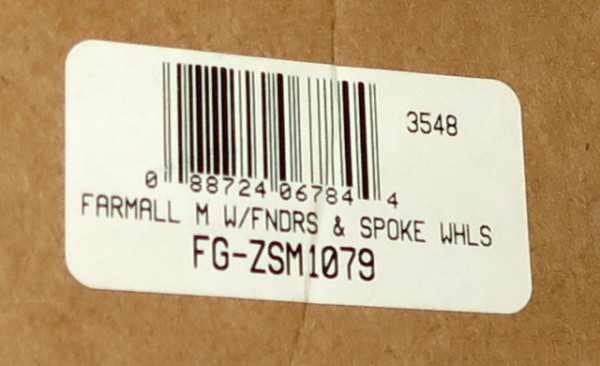 3548
0 88724 06784 4
FARMALL M W/FNDRS & SPOKE WHLS
FG-ZSM1079